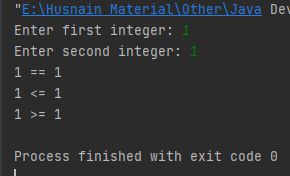 "E:\Husnain Material\Other\Java Dev
Enter first integer: 1
Enter second integer: 1
1 == 1
1 <= 1
1 >= 1
Process finished with exit code 0